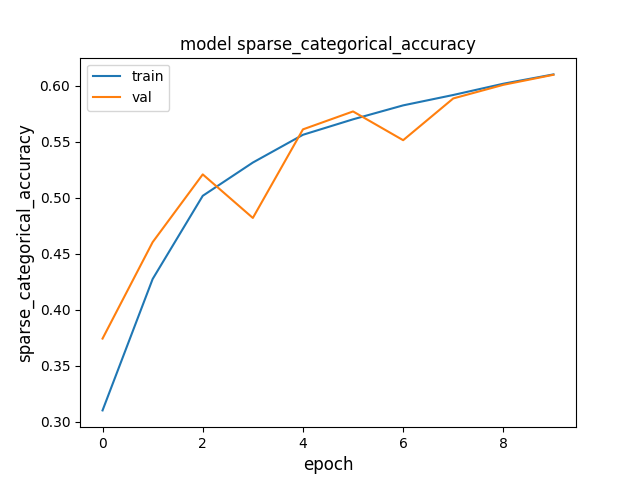 model sparse_categorical_accuracy
train
val
0.60
0.55
0.50
0.45
0.40
0.35
0.30
sparse_categorical_accuracy
0 2 4 6 8
epoch